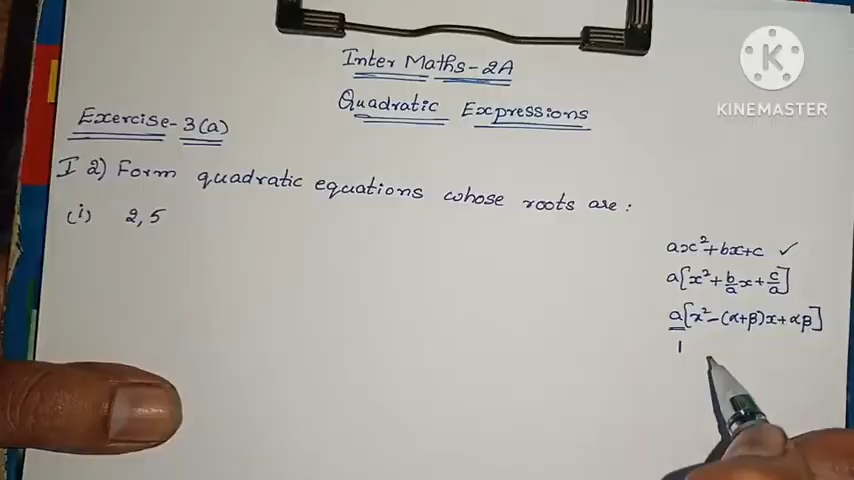 Inter Maths-2A
Quadratic Expressions
K
KINEMASTER
Exercise-3(a)
I 2) Form quadratic equations whose roots are :
(i) 2,5
ax²+bx+c ✓
a[x²+b/a x+c/a]
a[x²-(α+β)x+αβ]
1